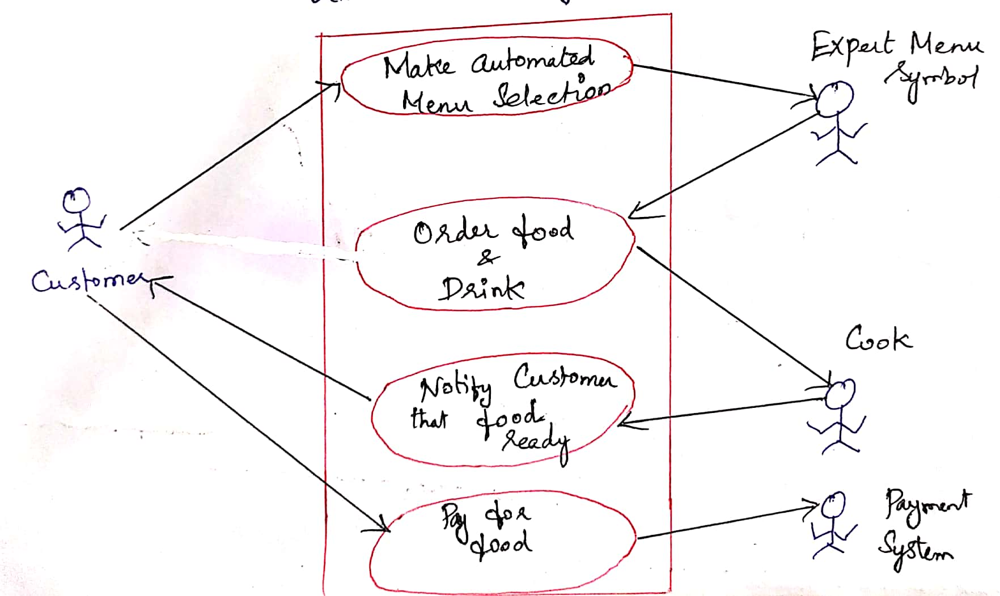 Make automated
Menu Selection
Expert Menu
Symbol
Customer
Order food
&
Drink
Cook
Notify Customer
that food
ready
Pay for
food
Payment
System